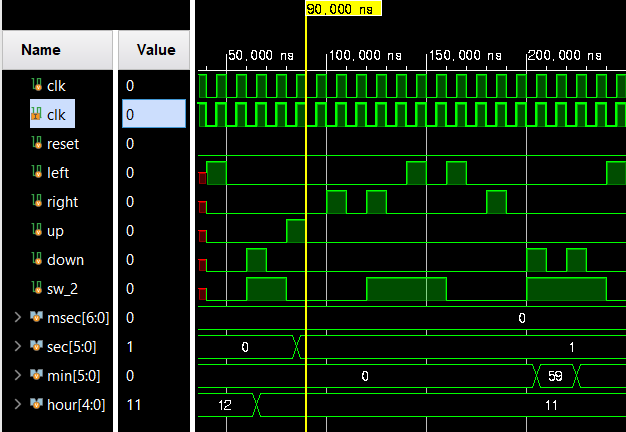 90,000 ns
Name Value
50,000 ns 100,000 ns 150,000 ns 200,000 ns
clk 0
clk 0
reset 0
left 0
right 0
up 0
down 0
sw_2 0
msec[6:0] 0 0
sec[5:0] 1 0 1
min[5:0] 0 0 59
hour[4:0] 11 12 11